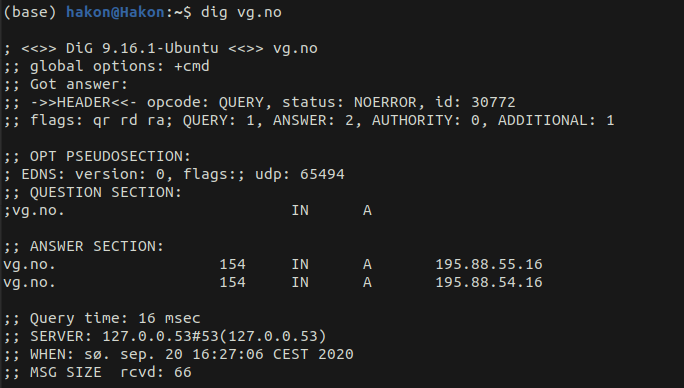 (base) hakon@Hakon:~$ dig vg.no
; <<>> DiG 9.16.1-Ubuntu <<>> vg.no
;; global options: +cmd
;; Got answer:
;; ->>HEADER<<- opcode: QUERY, status: NOERROR, id: 30772
;; flags: qr rd ra; QUERY: 1, ANSWER: 2, AUTHORITY: 0, ADDITIONAL: 1
;; OPT PSEUDOSECTION:
; EDNS: version: 0, flags:; udp: 65494
;; QUESTION SECTION:
;vg.no. IN A
;; ANSWER SECTION:
vg.no. 154 IN A 195.88.55.16
vg.no. 154 IN A 195.88.54.16
;; Query time: 16 msec
;; SERVER: 127.0.0.53#53(127.0.0.53)
;; WHEN: sø. sep. 20 16:27:06 CEST 2020
;; MSG SIZE rcvd: 66